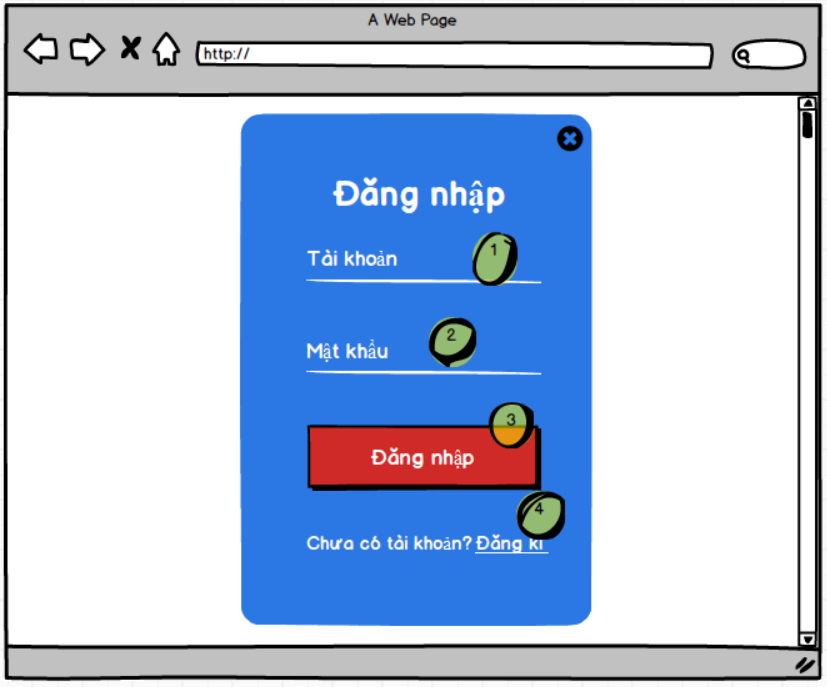 A Web Page
http://
Đăng nhập
Tài khoản
1
Mật khẩu
2
3
Đăng nhập
4
Chưa có tài khoản? Đăng kí